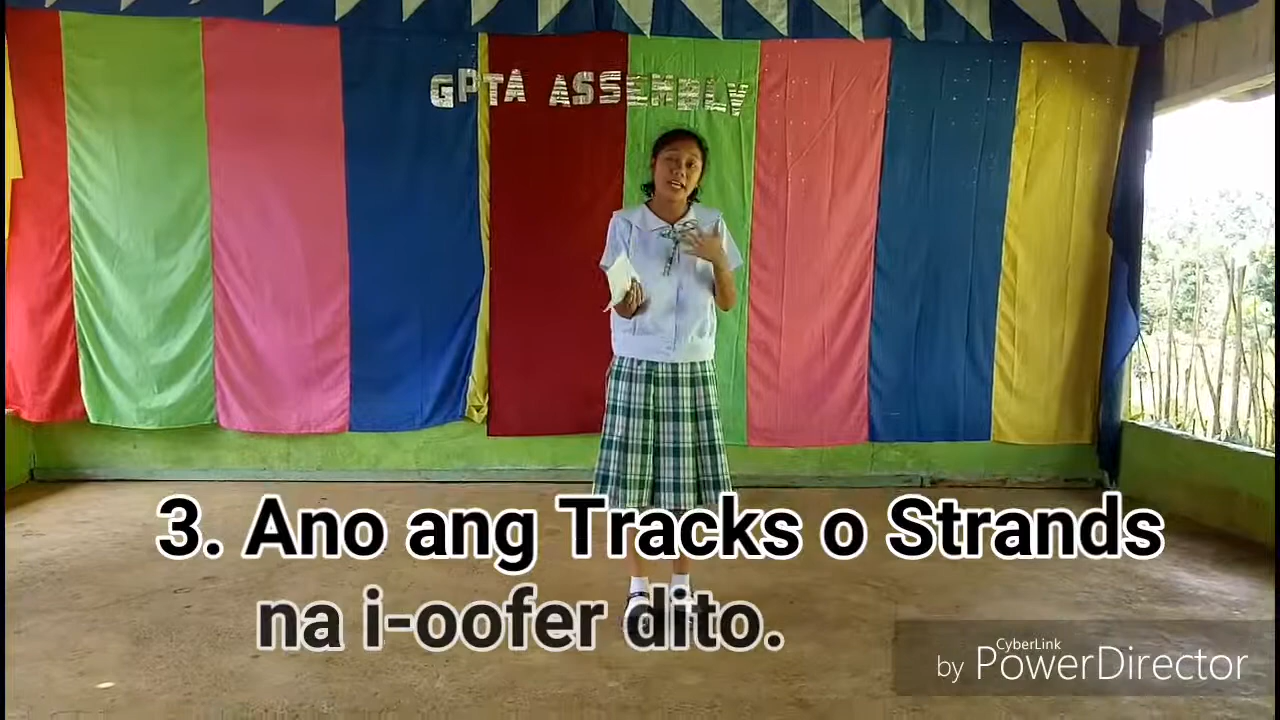 GPTA ASSEMBLY
3. Ano ang Tracks o Strands
na i-oofer dito.
CyberLink
by PowerDirector